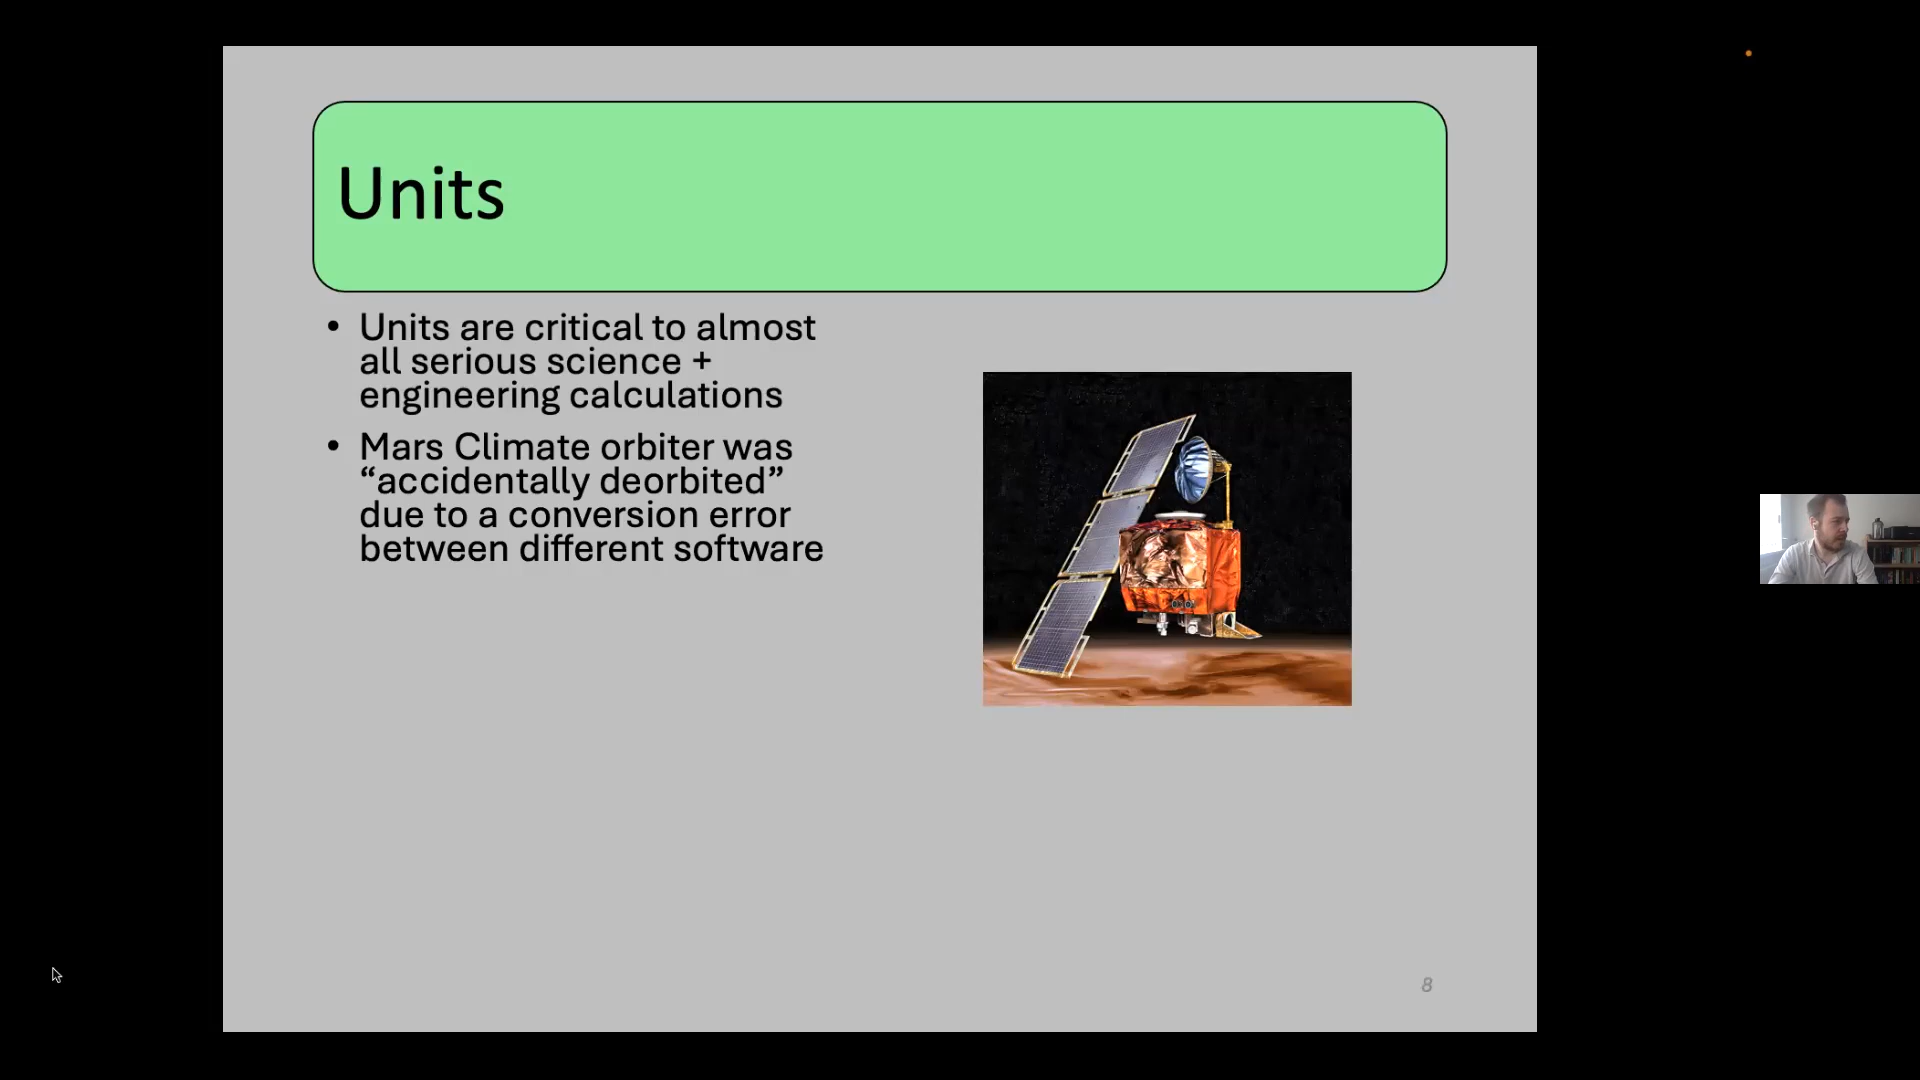 Units
• Units are critical to almost
all serious science +
engineering calculations
• Mars Climate orbiter was
“accidentally deorbited”
due to a conversion error
between different software
8